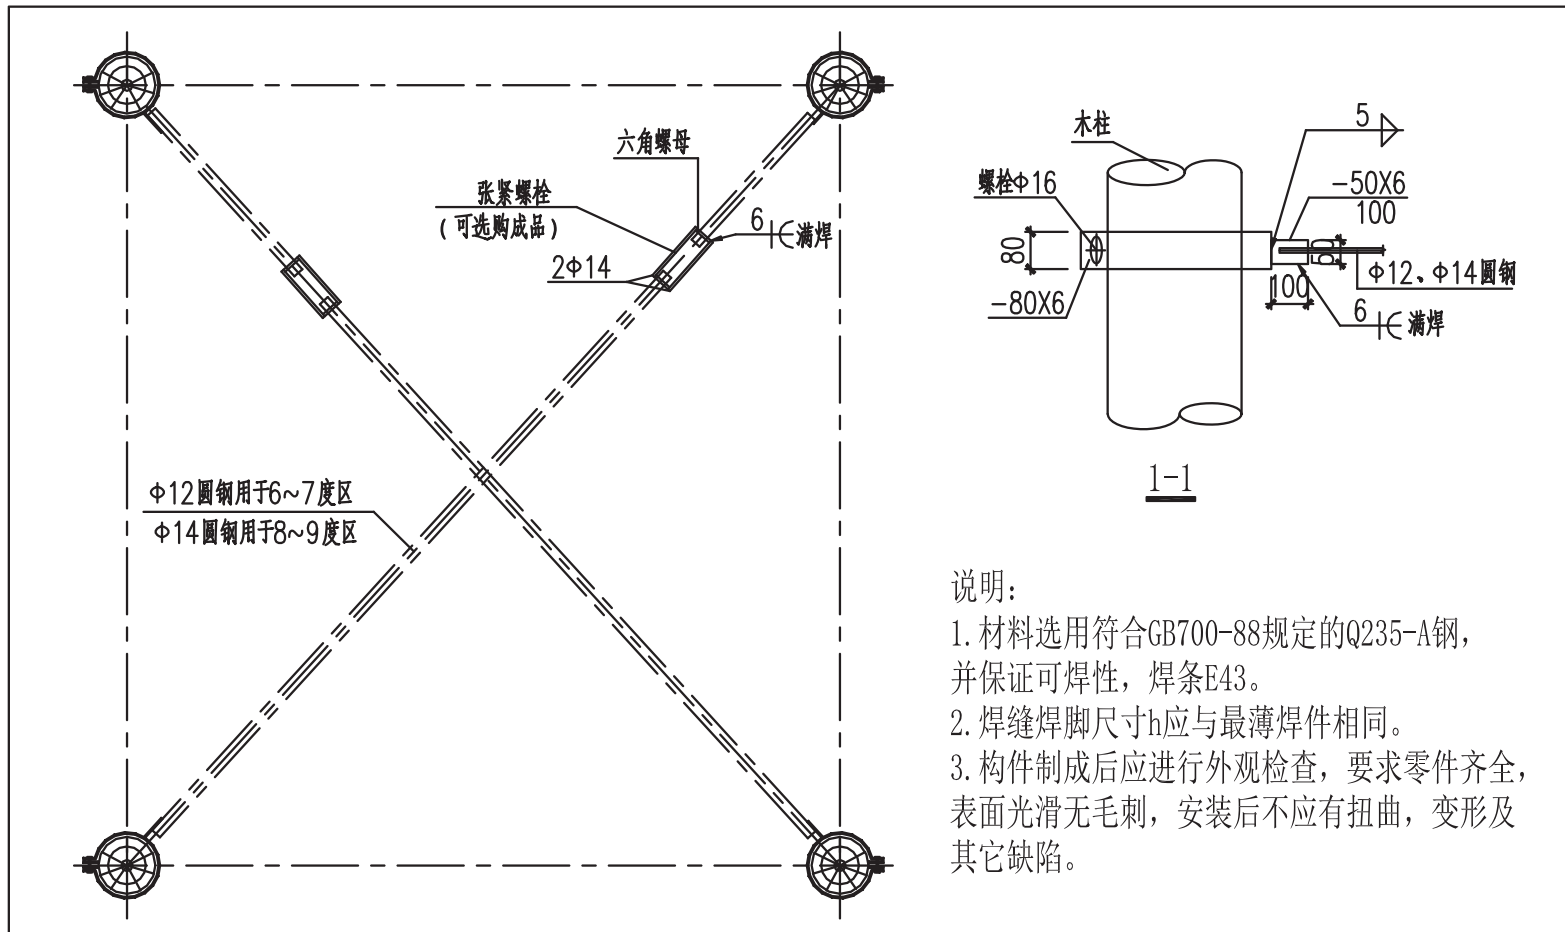 六角螺母
张紧螺栓
(可选购成品)
6 满焊
2Φ14
Φ12圆钢用于6~7度区
Φ14圆钢用于8~9度区
木柱
5
螺栓Φ16
-50X6
100
80
50
Φ12、Φ14圆钢
100
-80X6
6 满焊
1-1
说明:
1.材料选用符合GB700-88规定的Q235-A钢，
并保证可焊性，焊条E43。
2.焊缝焊脚尺寸h应与最薄焊件相同。
3.构件制成后应进行外观检查，要求零件齐全，
表面光滑无毛刺，安装后不应有扭曲，变形及
其它缺陷。